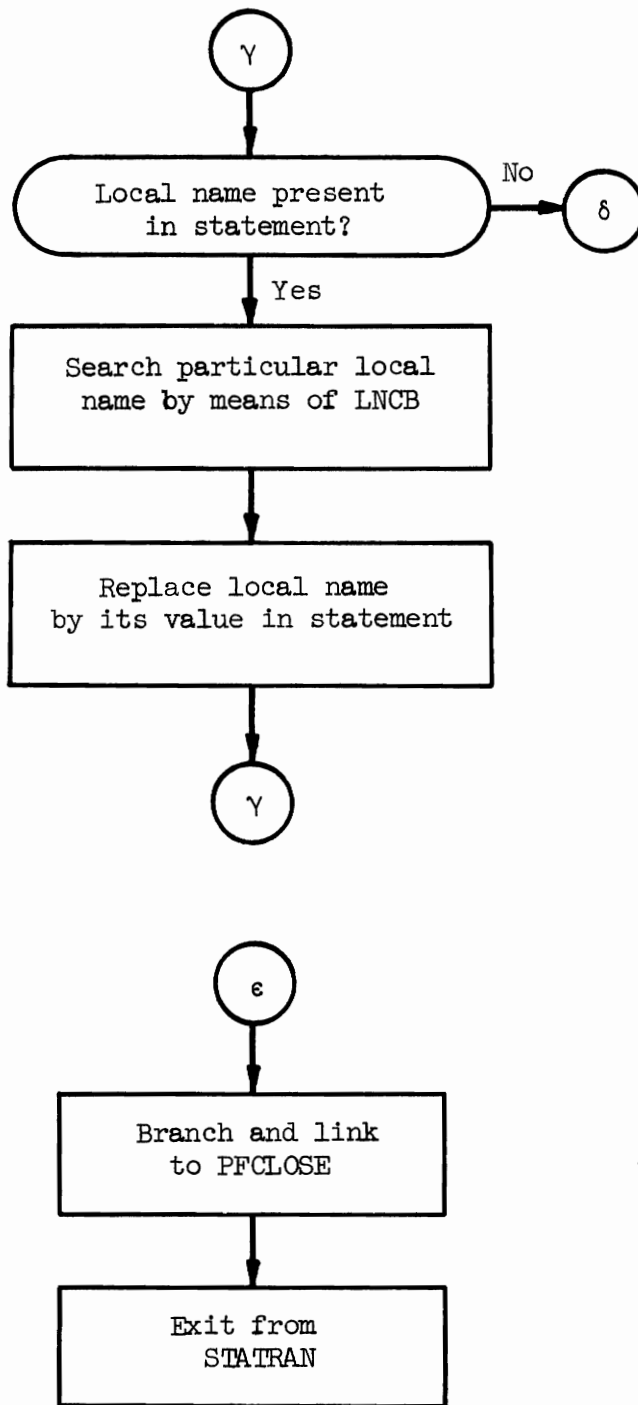 γ
Local name present
in statement?
No
δ
Yes
Search particular local
name by means of LNCB
Replace local name
by its value in statement
γ
ϵ
Branch and link
to PFCLOSE
Exit from
STATRAN